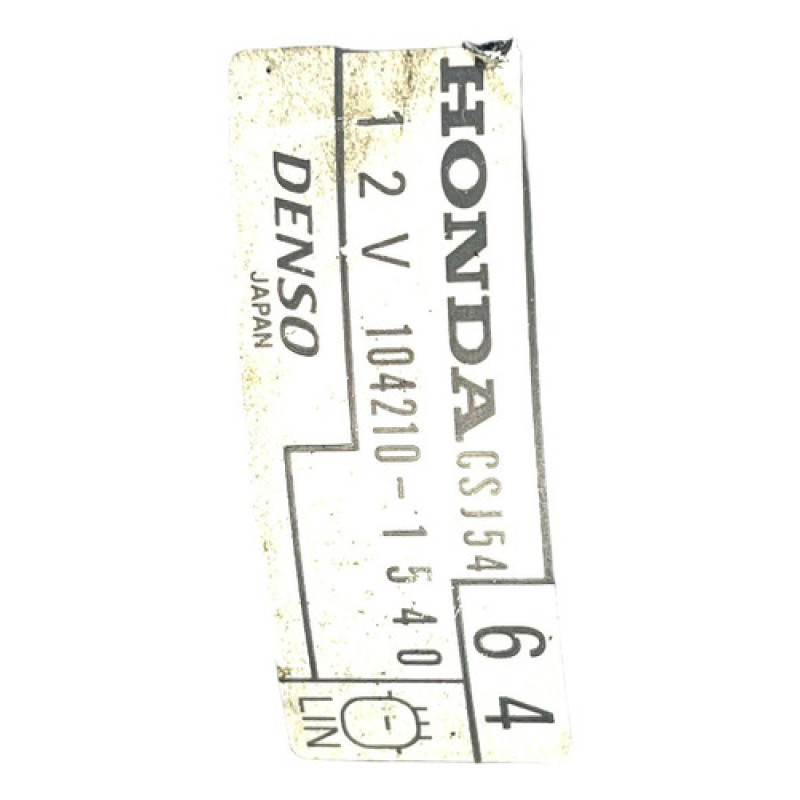 HONDA CSJ54 64
12V 104210-1540
DENSO
JAPAN
LIN